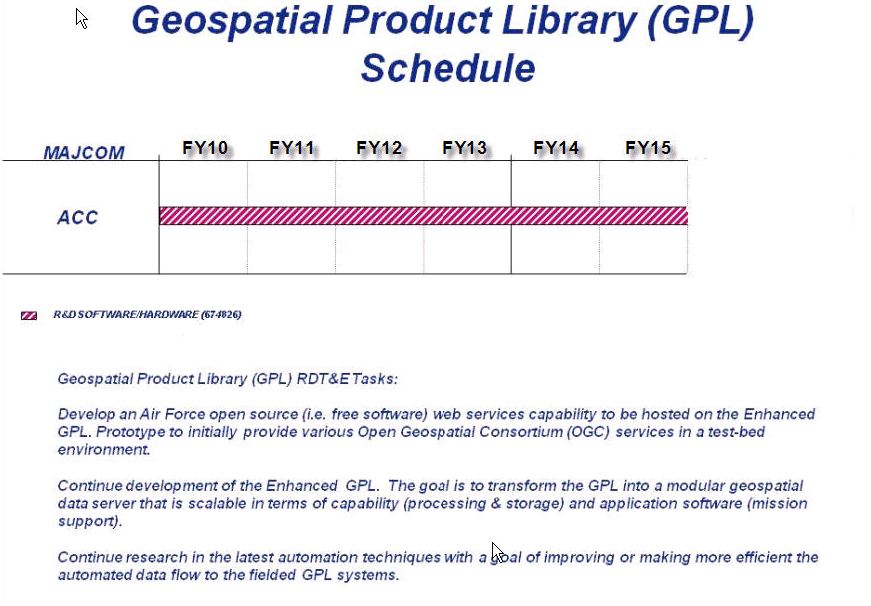 Geospatial Product Library (GPL)
Schedule
MAJCOM FY10 FY11 FY12 FY13 FY14 FY15
ACC
R&D SOFTWARE/HARDWARE (674826)
Geospatial Product Library (GPL) RDT&E Tasks:
Develop an Air Force open source (i.e. free software) web services capability to be hosted on the Enhanced
GPL. Prototype to initially provide various Open Geospatial Consortium (OGC) services in a test-bed
environment.
Continue development of the Enhanced GPL. The goal is to transform the GPL into a modular geospatial
data server that is scalable in terms of capability (processing & storage) and application software (mission
support).
Continue research in the latest automation techniques with a goal of improving or making more efficient the
automated data flow to the fielded GPL systems.